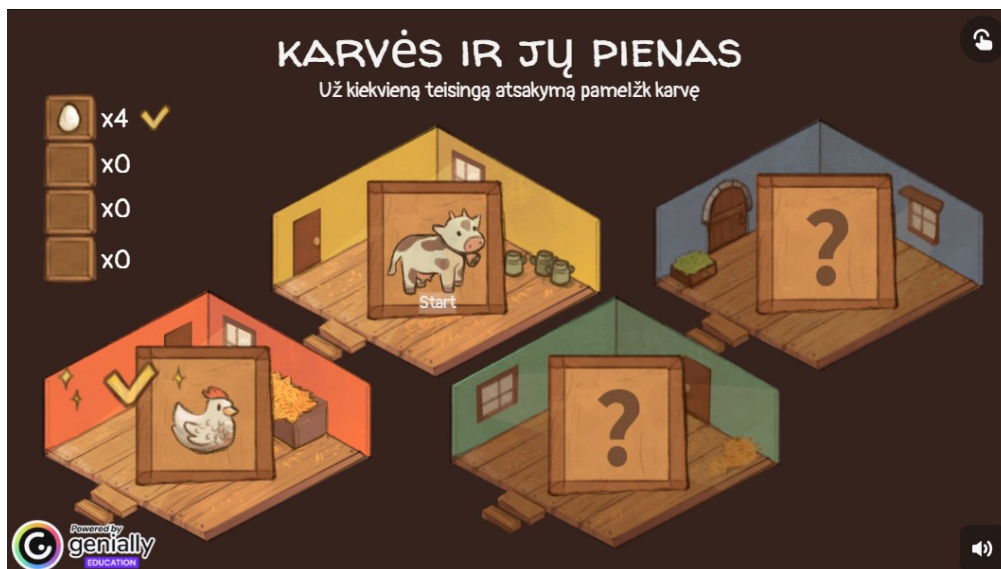 KARVĖS IR JŲ PIENAS
Už kiekvieną teisingą atsakymą pamelžk karvę
x4
x0
x0
x0
?
Start
?
Powered by
genially
EDUCATION